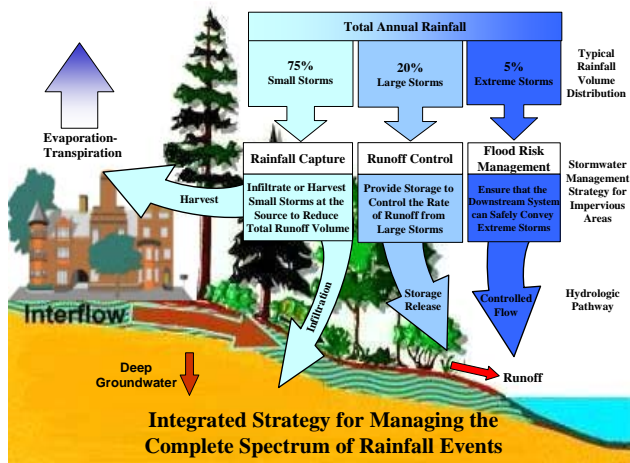 Total Annual Rainfall
75%
Small Storms
20%
Large Storms
5%
Extreme Storms
Typical
Rainfall
Volume
Distribution
Evaporation-
Transpiration
Rainfall Capture
Runoff Control
Flood Risk
Management
Infiltrate or Harvest
Small Storms at the
Source to Reduce
Total Runoff Volume
Provide Storage to
Control the Rate
of Runoff from
Large Storms
Ensure that the
Downstream System
can Safely Convey
Extreme Storms
Stormwater
Management
Strategy for
Impervious
Areas
Harvest
Infiltration
Storage
Release
Controlled
Flow
Hydrologic
Pathway
Interflow
Deep
Groundwater
Runoff
Integrated Strategy for Managing the
Complete Spectrum of Rainfall Events